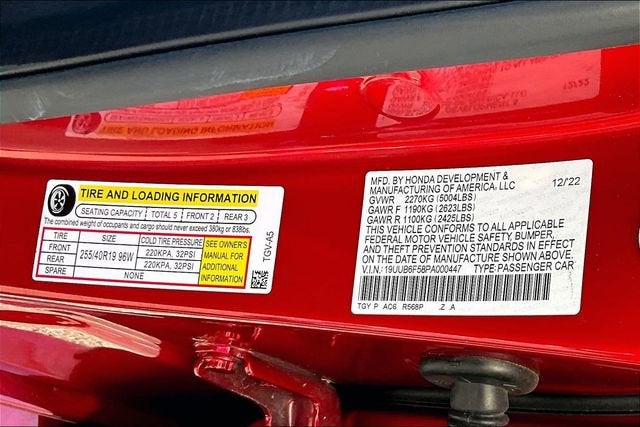 TIRE AND LOADING INFORMATION
SEATING CAPACITY TOTAL 5 FRONT 2 REAR 3
The combined weight of occupants and cargo should never exceed 380kg or 838lbs.
TIRE SIZE COLD TIRE PRESSURE
FRONT 255/40R19 96W 220KPA, 32PSI
REAR 220KPA, 32PSI
SPARE NONE
SEE OWNER'S
MANUAL FOR
ADDITIONAL
INFORMATION
TGV-A5
MFD. BY HONDA DEVELOPMENT &
MANUFACTURING OF AMERICA, LLC 12/22
GVWR 2270KG (5004LBS)
GAWR F 1190KG (2623LBS)
GAWR R 1100KG (2425LBS)
THIS VEHICLE CONFORMS TO ALL APPLICABLE
FEDERAL MOTOR VEHICLE SAFETY, BUMPER,
AND THEFT PREVENTION STANDARDS IN EFFECT
ON THE DATE OF MANUFACTURE SHOWN ABOVE.
V.I.N.: 19UUB6F58PA000447 TYPE:PASSENGER CAR
TGY P AC6 R568P .Z A